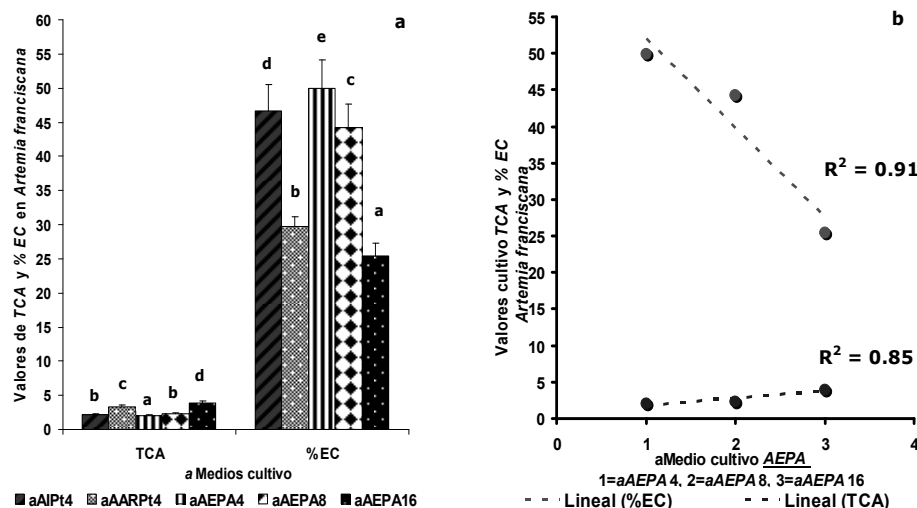 a
Valores de TCA y % EC en Artemia franciscana
60
55
50
45
40
35
30
25
20
15
10
5
0
b c a b d
d b e c a
TCA %EC
a Medios cultivo
aAIPt4 aAARPt4 aAEPA4 aAEPA8 aAEPA16
b
Valores cultivo TCA y % EC
Artemia franciscana
55
50
45
40
35
30
25
20
15
10
5
0
R² = 0.91
R² = 0.85
0 1 2 3 4
aMedio cultivo AEPA
1=aAEPA 4, 2=aAEPA 8, 3=aAEPA 16
Lineal (%EC) Lineal (TCA)